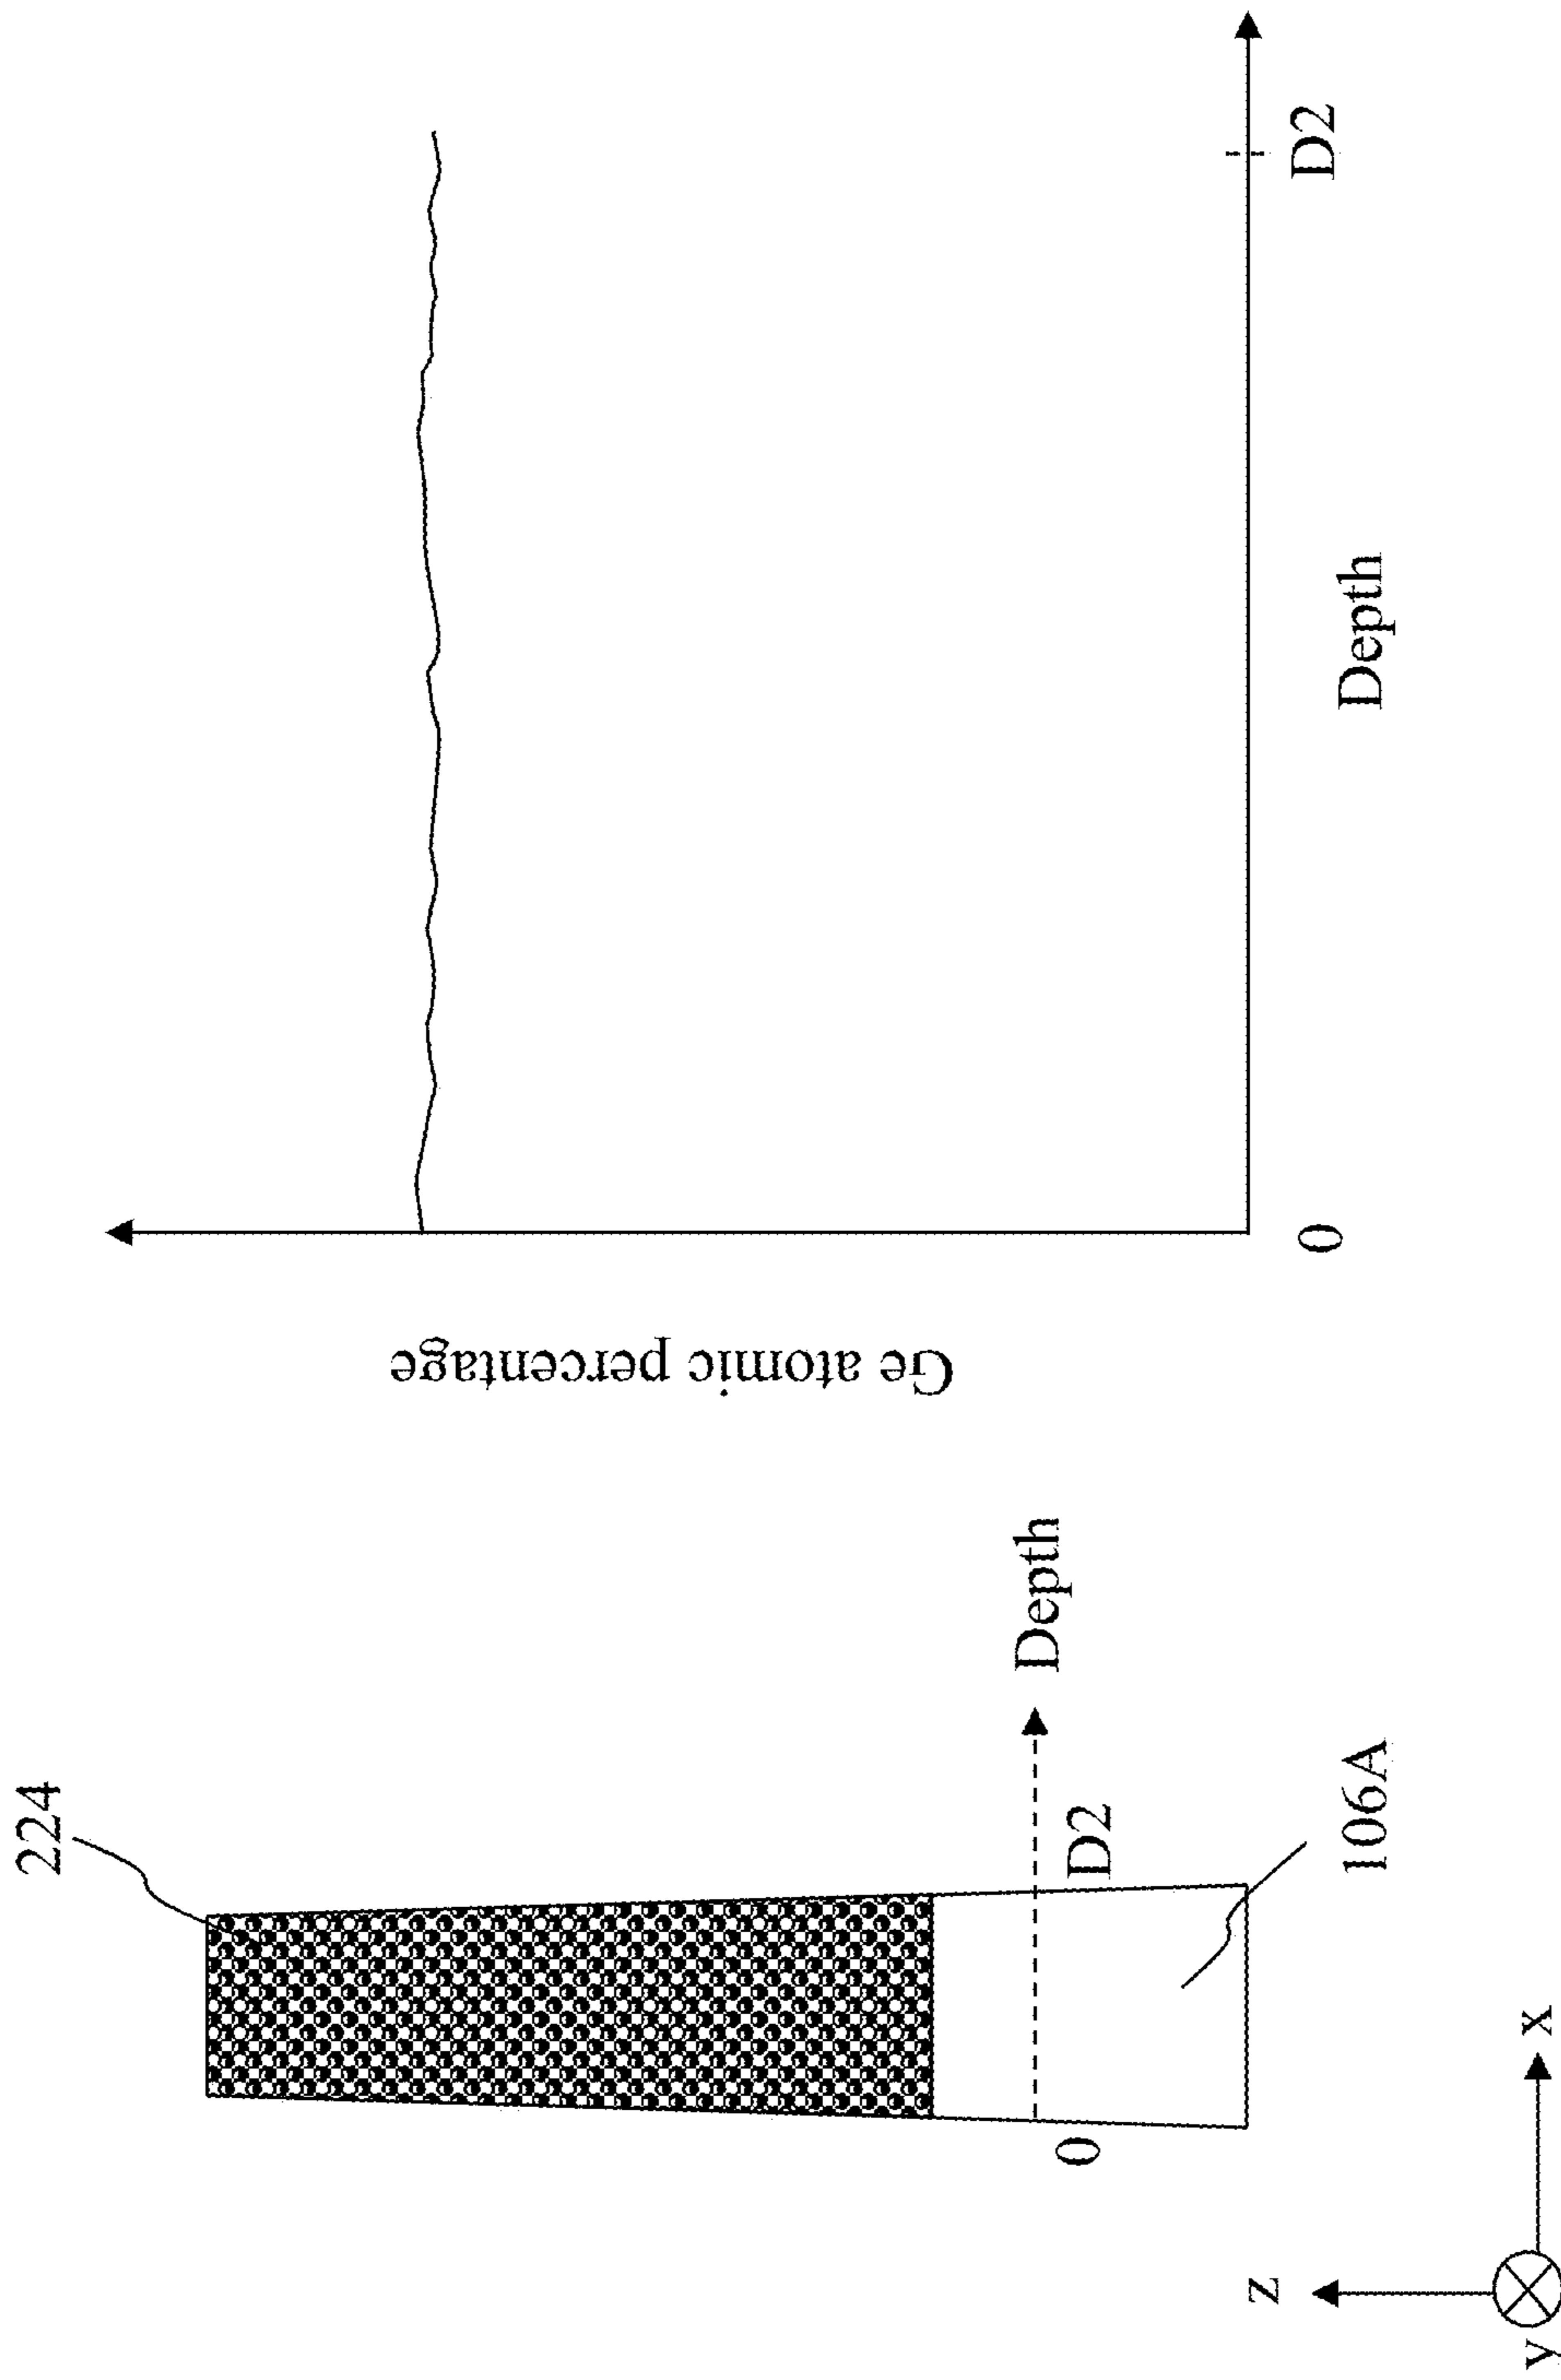 224
Depth
D2
0
106A
z
y
x
Ge atomic percentage
0
Depth
D2